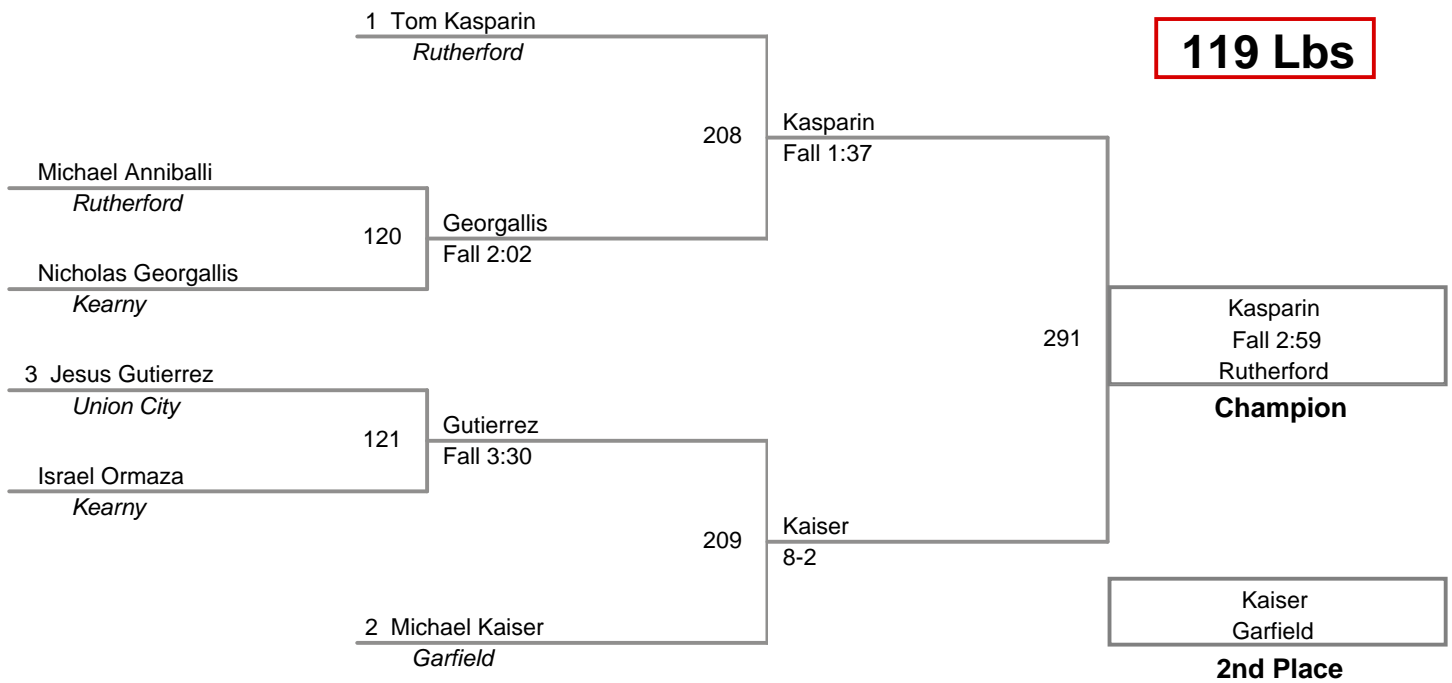 1 Tom Kasparin
Rutherford
119 Lbs
208
Kasparin
Fall 1:37
Michael Anniballi
Rutherford
120
Georgallis
Fall 2:02
Nicholas Georgallis
Kearny
291
Kasparin
Fall 2:59
Rutherford
Champion
3 Jesus Gutierrez
Union City
121
Gutierrez
Fall 3:30
Israel Ormaza
Kearny
209
Kaiser
8-2
2 Michael Kaiser
Garfield
Kaiser
Garfield
2nd Place